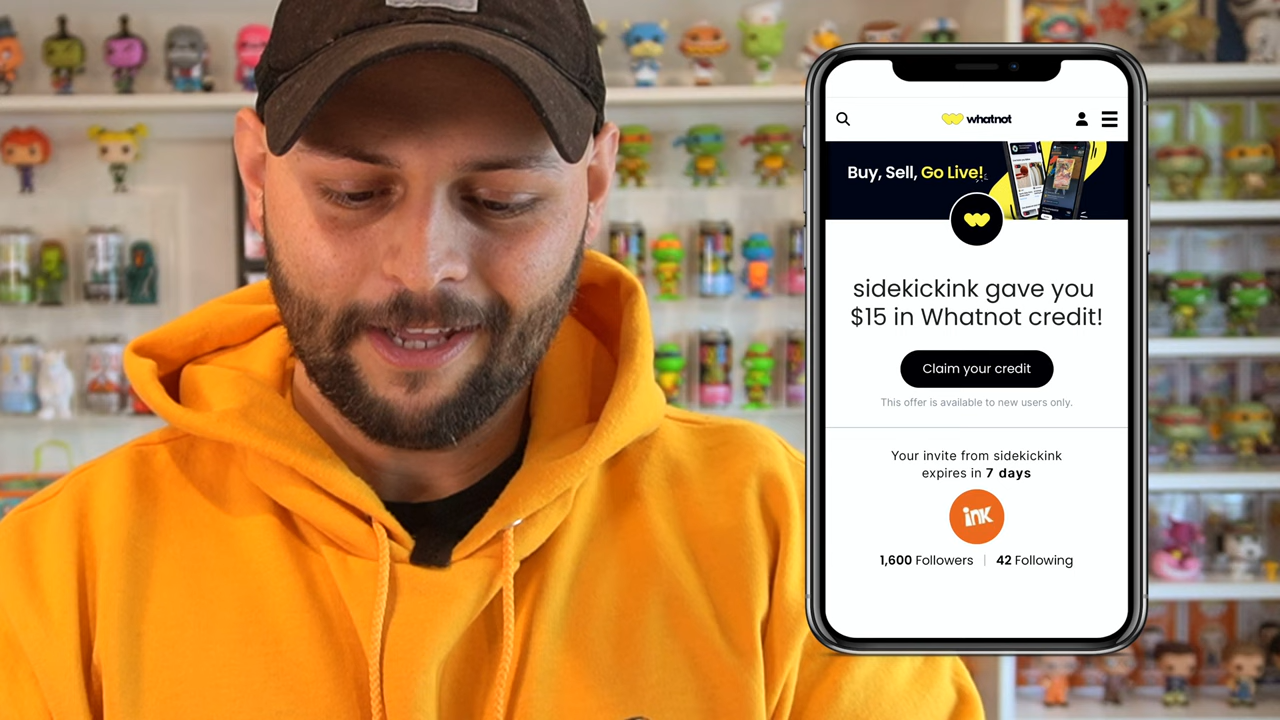 whatnot
Buy, Sell, Go Live!
sidekickink gave you
$15 in Whatnot credit!
Claim your credit
This offer is available to new users only.
Your invite from sidekickink
expires in 7 days
ink
1,600 Followers | 42 Following